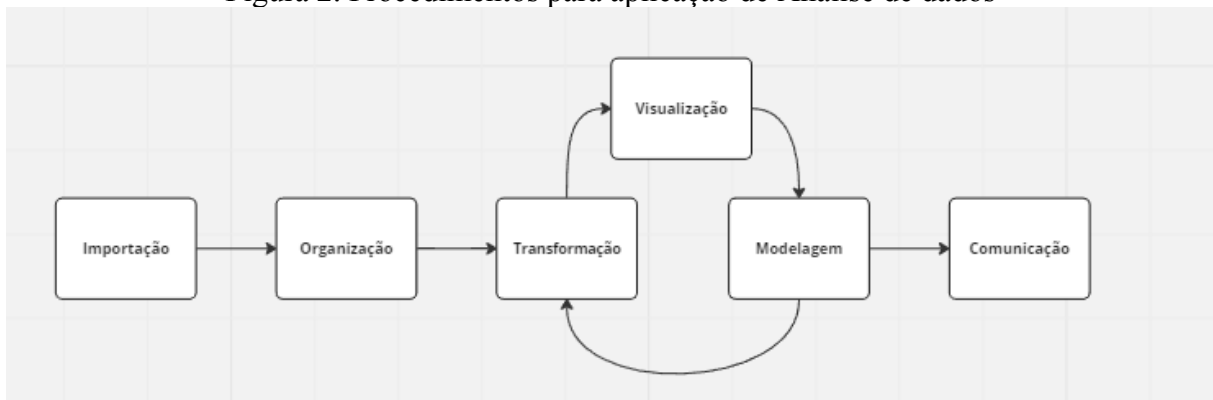 Figura 2: Procedimentos para aplicação de Análise de dados
Visualização
Importação
Organização
Transformação
Modelagem
Comunicação